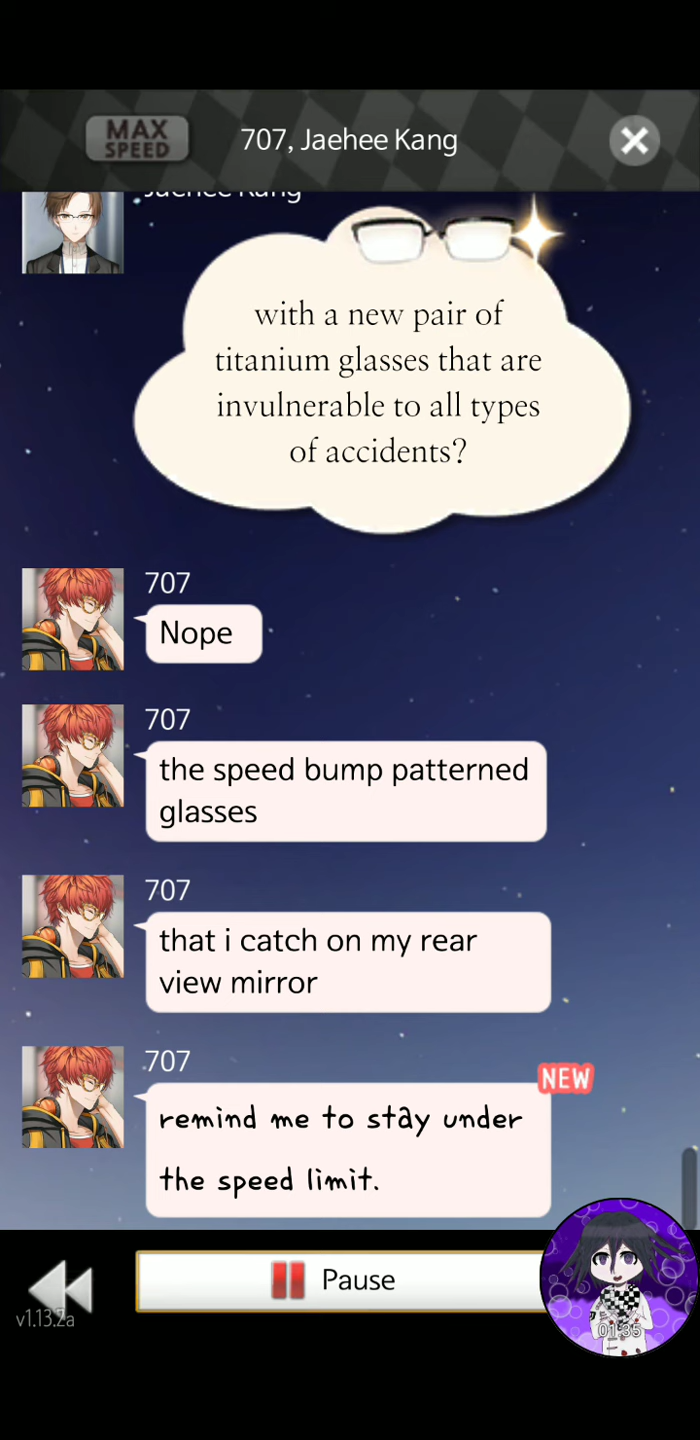 MAX
SPEED
707, Jaehee Kang
Jaehee Kang
with a new pair of
titanium glasses that are
invulnerable to all types
of accidents?
707
Nope
707
the speed bump patterned
glasses
707
that i catch on my rear
view mirror
707
NEW
remind me to stay under
the speed limit.
Pause
v1.13.2a
01:35